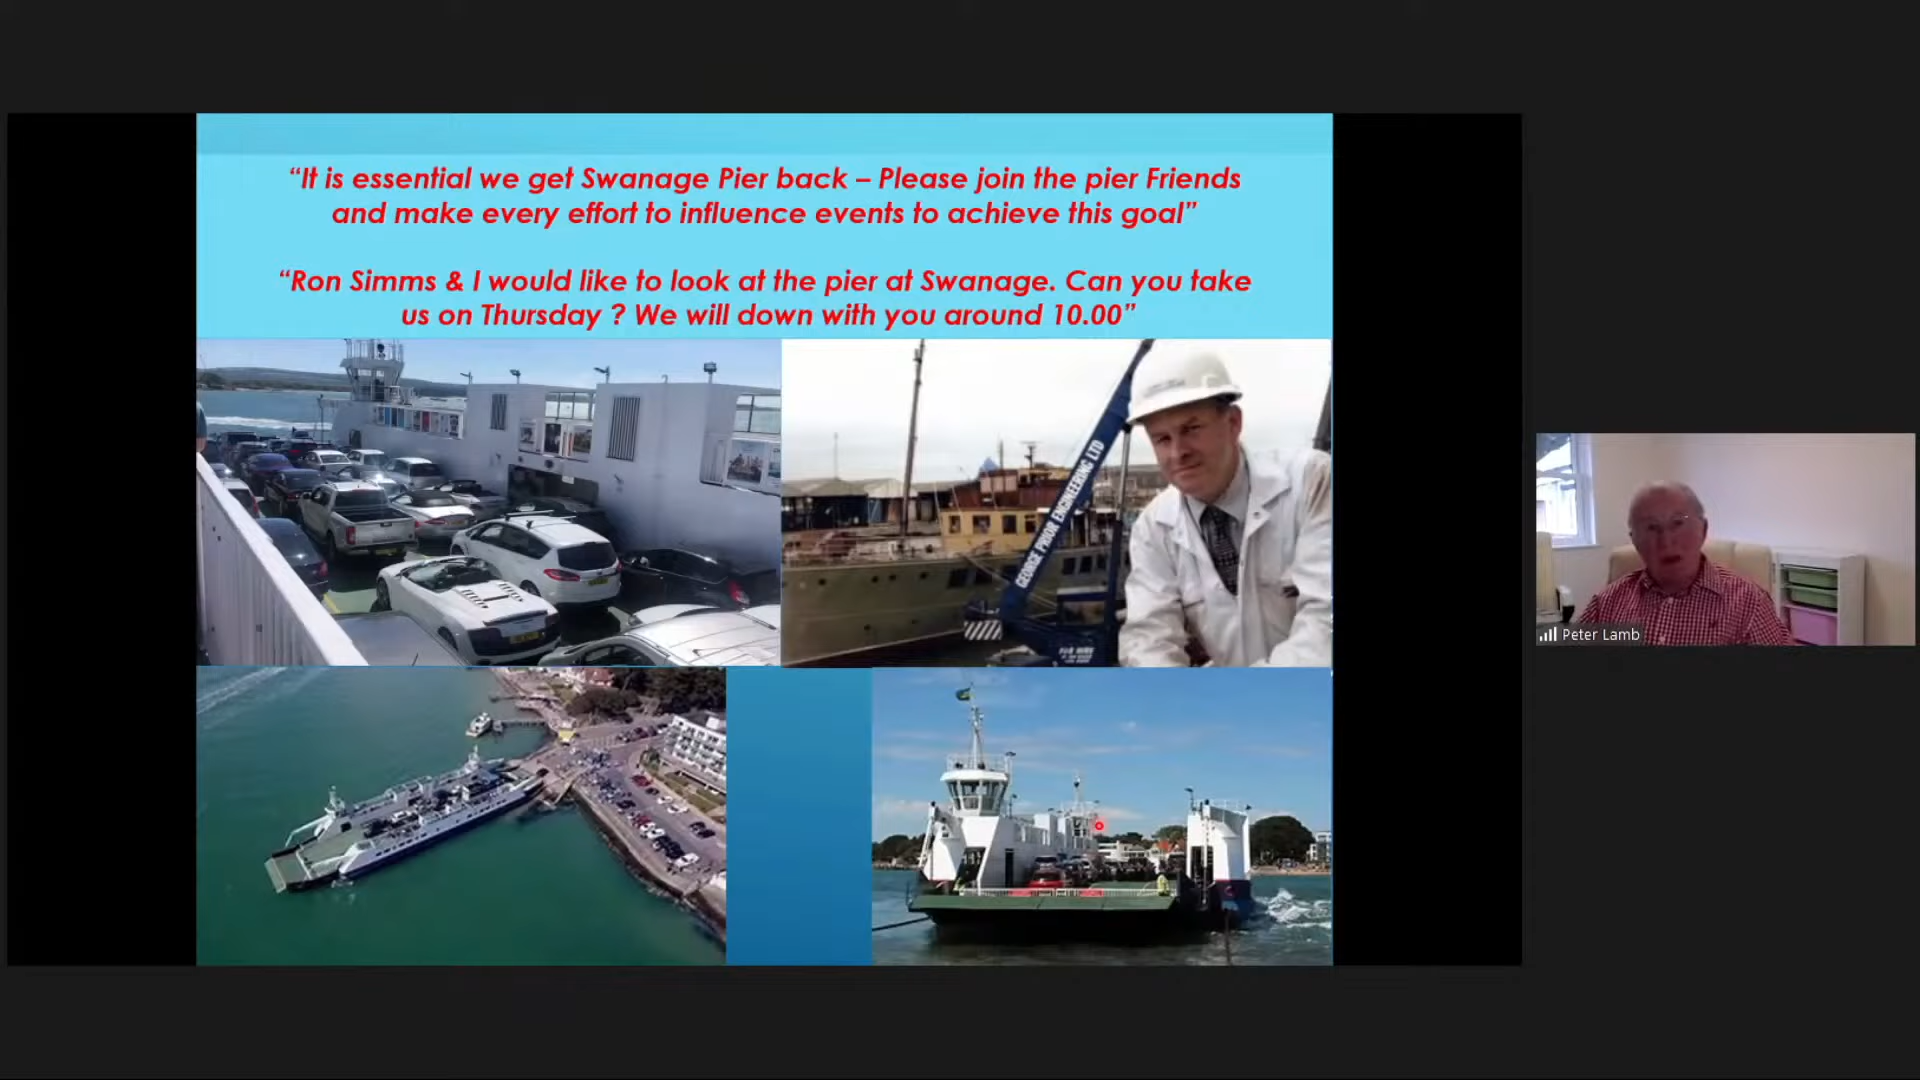 “It is essential we get Swanage Pier back – Please join the pier Friends
and make every effort to influence events to achieve this goal”
“Ron Simms & I would like to look at the pier at Swanage. Can you take
us on Thursday ? We will down with you around 10.00”
GEORGE PRIOR ENGINEERING LTD
FOR HIRE
Peter Lamb